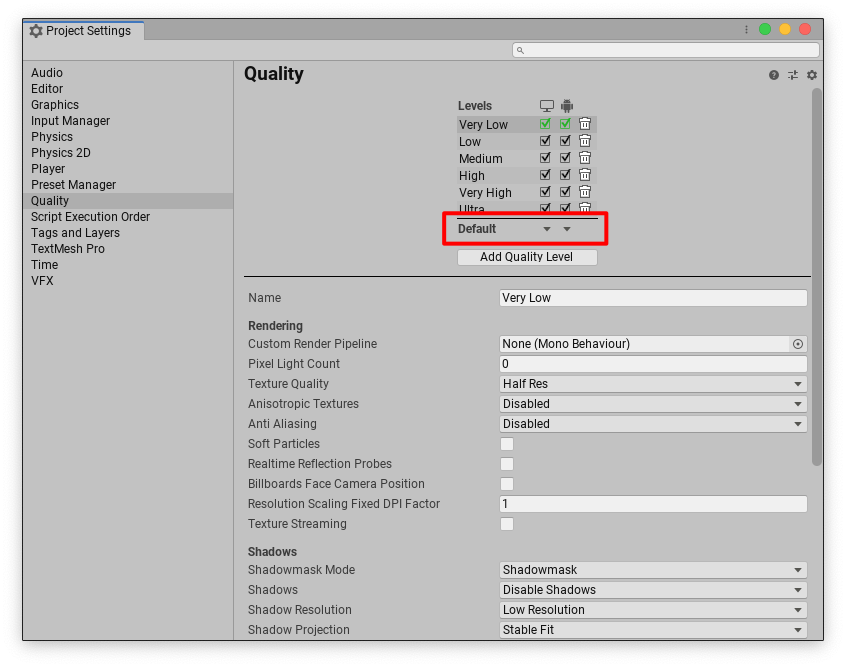 Project Settings
Audio
Editor
Graphics
Input Manager
Physics
Physics 2D
Player
Preset Manager
Quality
Script Execution Order
Tags and Layers
TextMesh Pro
Time
VFX
Quality
Levels
Very Low
Low
Medium
High
Very High
Ultra
Default
Add Quality Level
Name Very Low
Rendering
Custom Render Pipeline None (Mono Behaviour)
Pixel Light Count 0
Texture Quality Half Res
Anisotropic Textures Disabled
Anti Aliasing Disabled
Soft Particles
Realtime Reflection Probes
Billboards Face Camera Position
Resolution Scaling Fixed DPI Factor 1
Texture Streaming
Shadows
Shadowmask Mode Shadowmask
Shadows Disable Shadows
Shadow Resolution Low Resolution
Shadow Projection Stable Fit